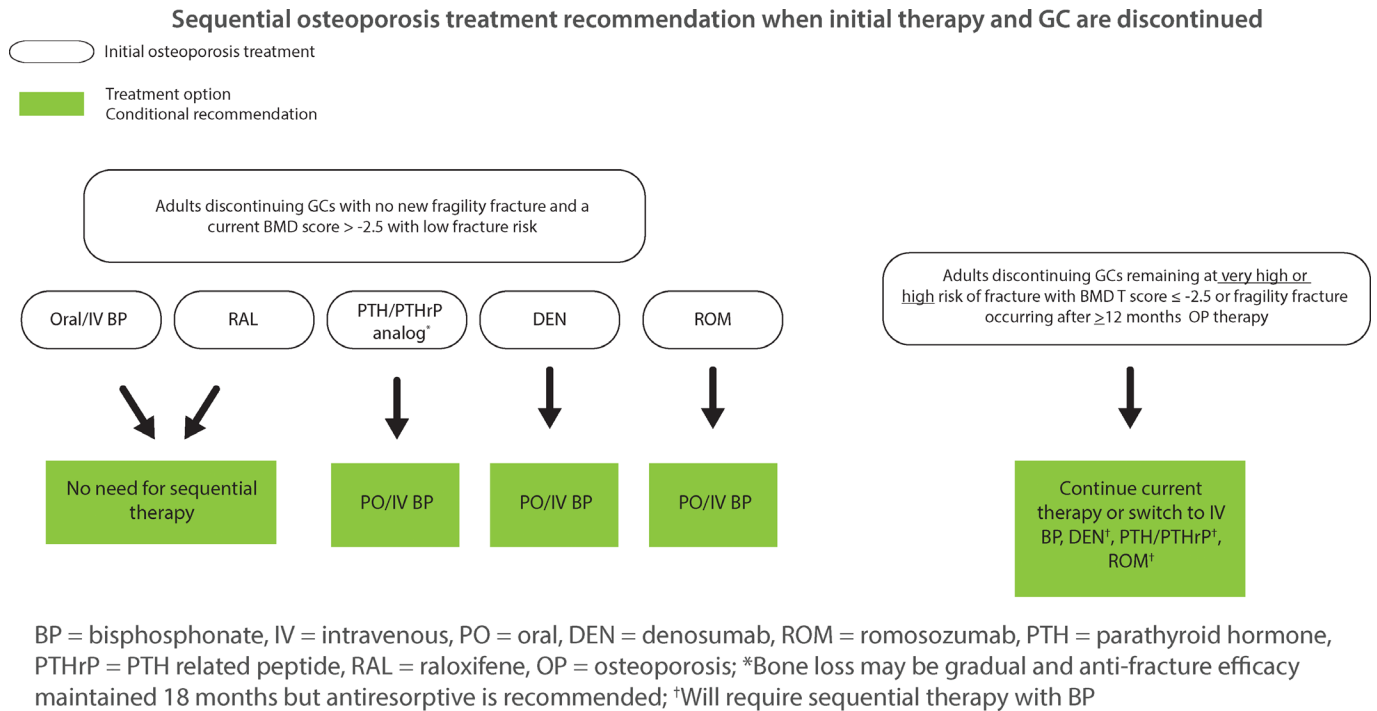 Sequential osteoporosis treatment recommendation when initial therapy and GC are discontinued
Initial osteoporosis treatment
Treatment option
Conditional recommendation
Adults discontinuing GCs with no new fragility fracture and a
current BMD score > -2.5 with low fracture risk
Oral/IV BP
RAL
PTH/PTHrP
analog*
DEN
ROM
No need for sequential
therapy
PO/IV BP
PO/IV BP
PO/IV BP
Adults discontinuing GCs remaining at very high or
high risk of fracture with BMD T score ≤ -2.5 or fragility fracture
occurring after ≥12 months OP therapy
Continue current
therapy or switch to IV
BP, DEN†, PTH/PTHrP†,
ROM†
BP = bisphosphonate, IV = intravenous, PO = oral, DEN = denosumab, ROM = romosozumab, PTH = parathyroid hormone,
PTHrP = PTH related peptide, RAL = raloxifene, OP = osteoporosis; *Bone loss may be gradual and anti-fracture efficacy
maintained 18 months but antiresorptive is recommended; †Will require sequential therapy with BP